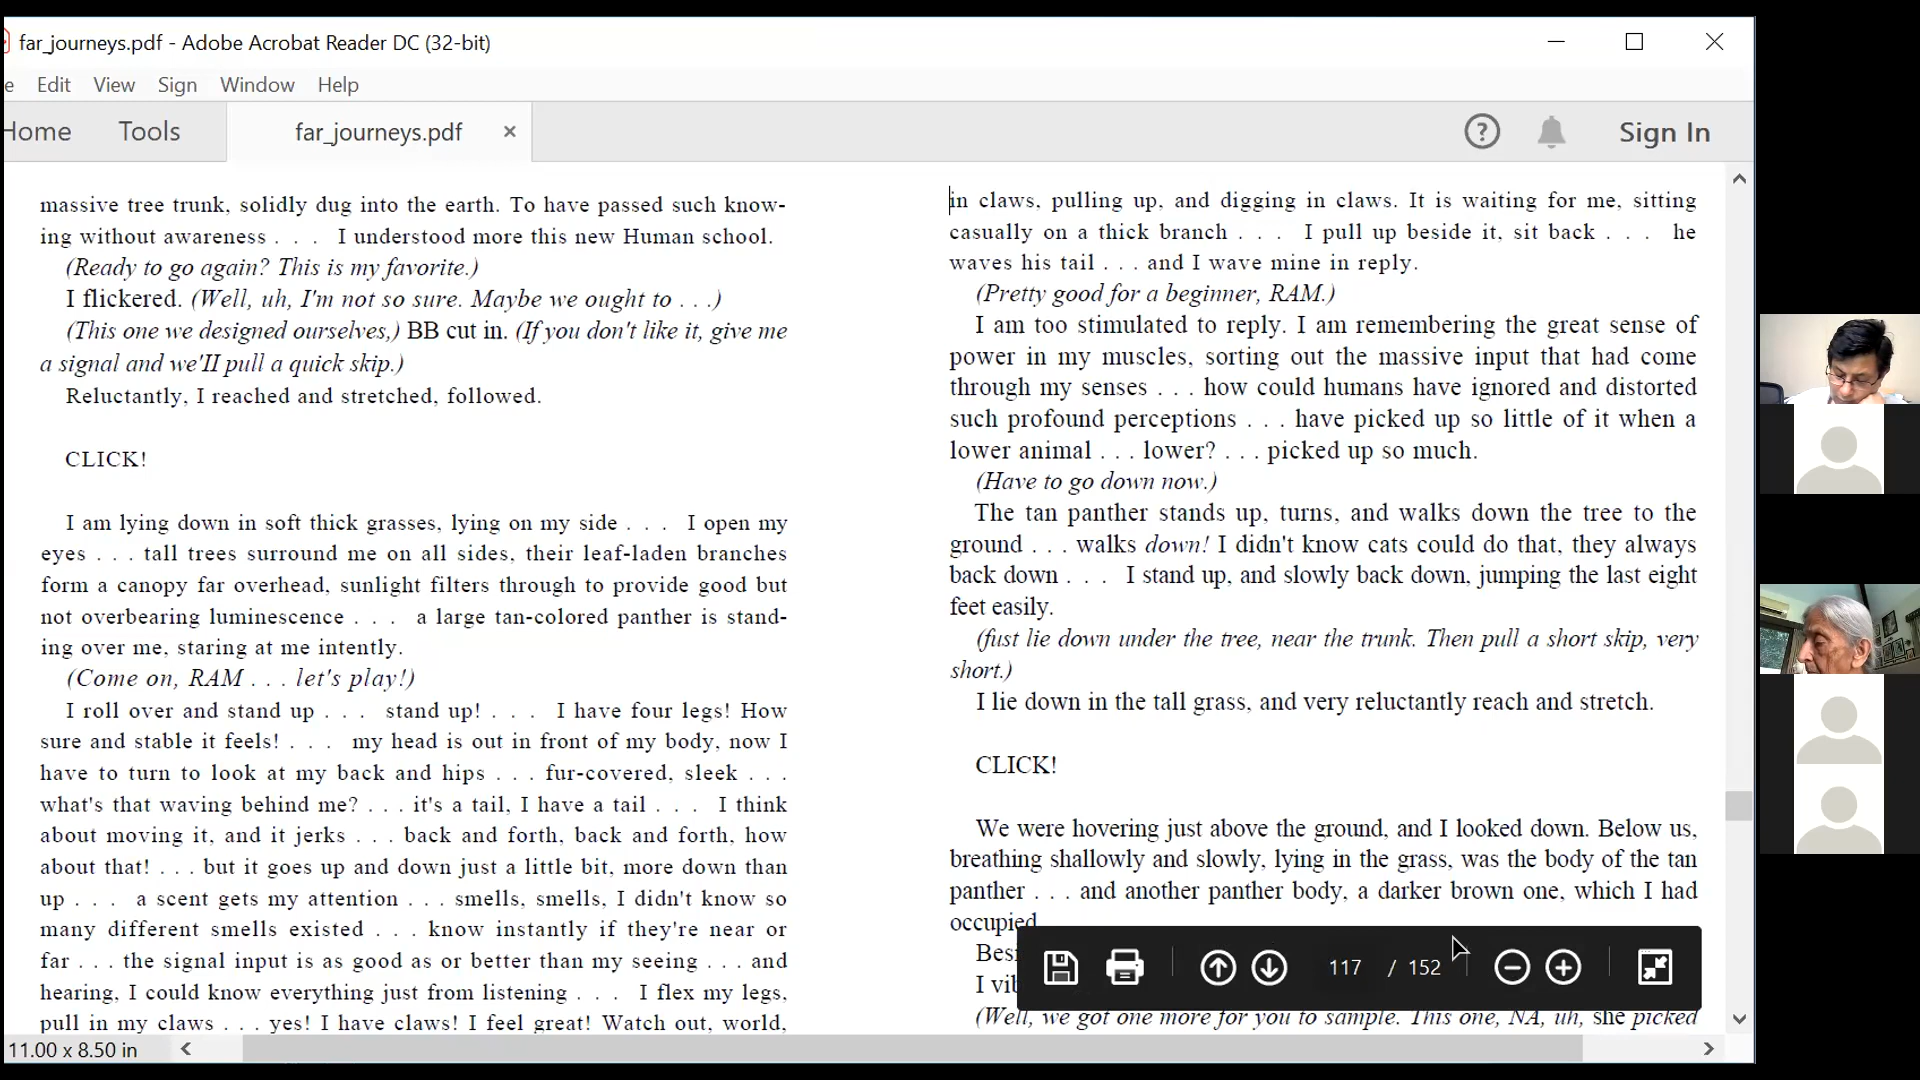 far_journeys.pdf - Adobe Acrobat Reader DC (32-bit)
e Edit View Sign Window Help
Home Tools far_journeys.pdf × ? Sign In
massive tree trunk, solidly dug into the earth. To have passed such know-
ing without awareness . . . I understood more this new Human school.
(Ready to go again? This is my favorite.)
I flickered. (Well, uh, I'm not so sure. Maybe we ought to . . .)
(This one we designed ourselves,) BB cut in. (If you don't like it, give me
a signal and we'II pull a quick skip.)
Reluctantly, I reached and stretched, followed.
CLICK!
I am lying down in soft thick grasses, lying on my side . . . I open my
eyes . . . tall trees surround me on all sides, their leaf-laden branches
form a canopy far overhead, sunlight filters through to provide good but
not overbearing luminescence . . . a large tan-colored panther is stand-
ing over me, staring at me intently.
(Come on, RAM . . . let's play!)
I roll over and stand up . . . stand up! . . . I have four legs! How
sure and stable it feels! . . . my head is out in front of my body, now I
have to turn to look at my back and hips . . . fur-covered, sleek . . .
what's that waving behind me? . . . it's a tail, I have a tail . . . I think
about moving it, and it jerks . . . back and forth, back and forth, how
about that! . . . but it goes up and down just a little bit, more down than
up . . . a scent gets my attention . . . smells, smells, I didn't know so
many different smells existed . . . know instantly if they're near or
far . . . the signal input is as good as or better than my seeing . . . and
hearing, I could know everything just from listening . . . I flex my legs,
pull in my claws . . . yes! I have claws! I feel great! Watch out, world,
in claws, pulling up, and digging in claws. It is waiting for me, sitting
casually on a thick branch . . . I pull up beside it, sit back . . . he
waves his tail . . . and I wave mine in reply.
(Pretty good for a beginner, RAM.)
I am too stimulated to reply. I am remembering the great sense of
power in my muscles, sorting out the massive input that had come
through my senses . . . how could humans have ignored and distorted
such profound perceptions . . . have picked up so little of it when a
lower animal . . . lower? . . . picked up so much.
(Have to go down now.)
The tan panther stands up, turns, and walks down the tree to the
ground . . . walks down! I didn't know cats could do that, they always
back down . . . I stand up, and slowly back down, jumping the last eight
feet easily.
(fust lie down under the tree, near the trunk. Then pull a short skip, very
short.)
I lie down in the tall grass, and very reluctantly reach and stretch.
CLICK!
We were hovering just above the ground, and I looked down. Below us,
breathing shallowly and slowly, lying in the grass, was the body of the tan
panther . . . and another panther body, a darker brown one, which I had
occupied
Besi
I vib
(Well, we got one more for you to sample. This one, NA, uh, she picked
117 / 152
11.00 x 8.50 in